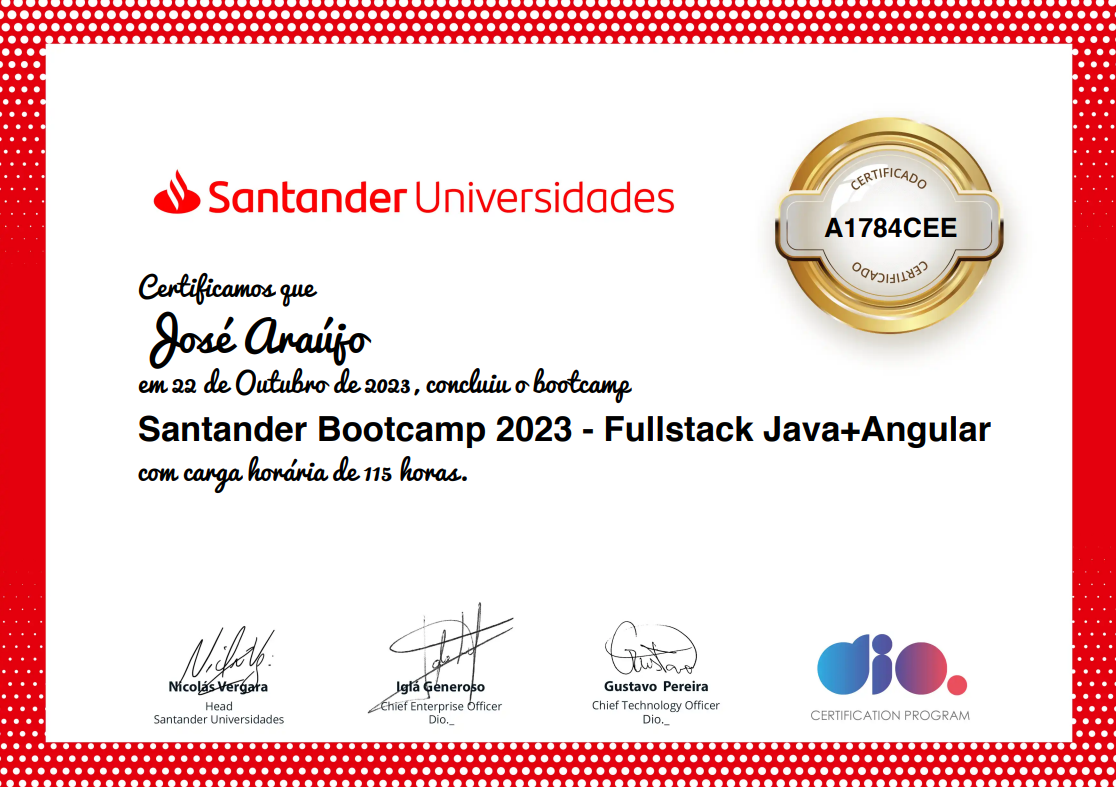 Santander Universidades
CERTIFICADO
A1784CEE
CERTIFICADO
Certificamos que
José Araújo
em 22 de Outubro de 2023, concluiu o bootcamp
Santander Bootcamp 2023 - Fullstack Java+Angular
com carga horária de 115 horas.
Gustavo
Nicolás Vergara
Head
Santander Universidades
Iglá Generoso
Chief Enterprise Officer
Dio._
Gustavo Pereira
Chief Technology Officer
Dio._
dio.
CERTIFICATION PROGRAM